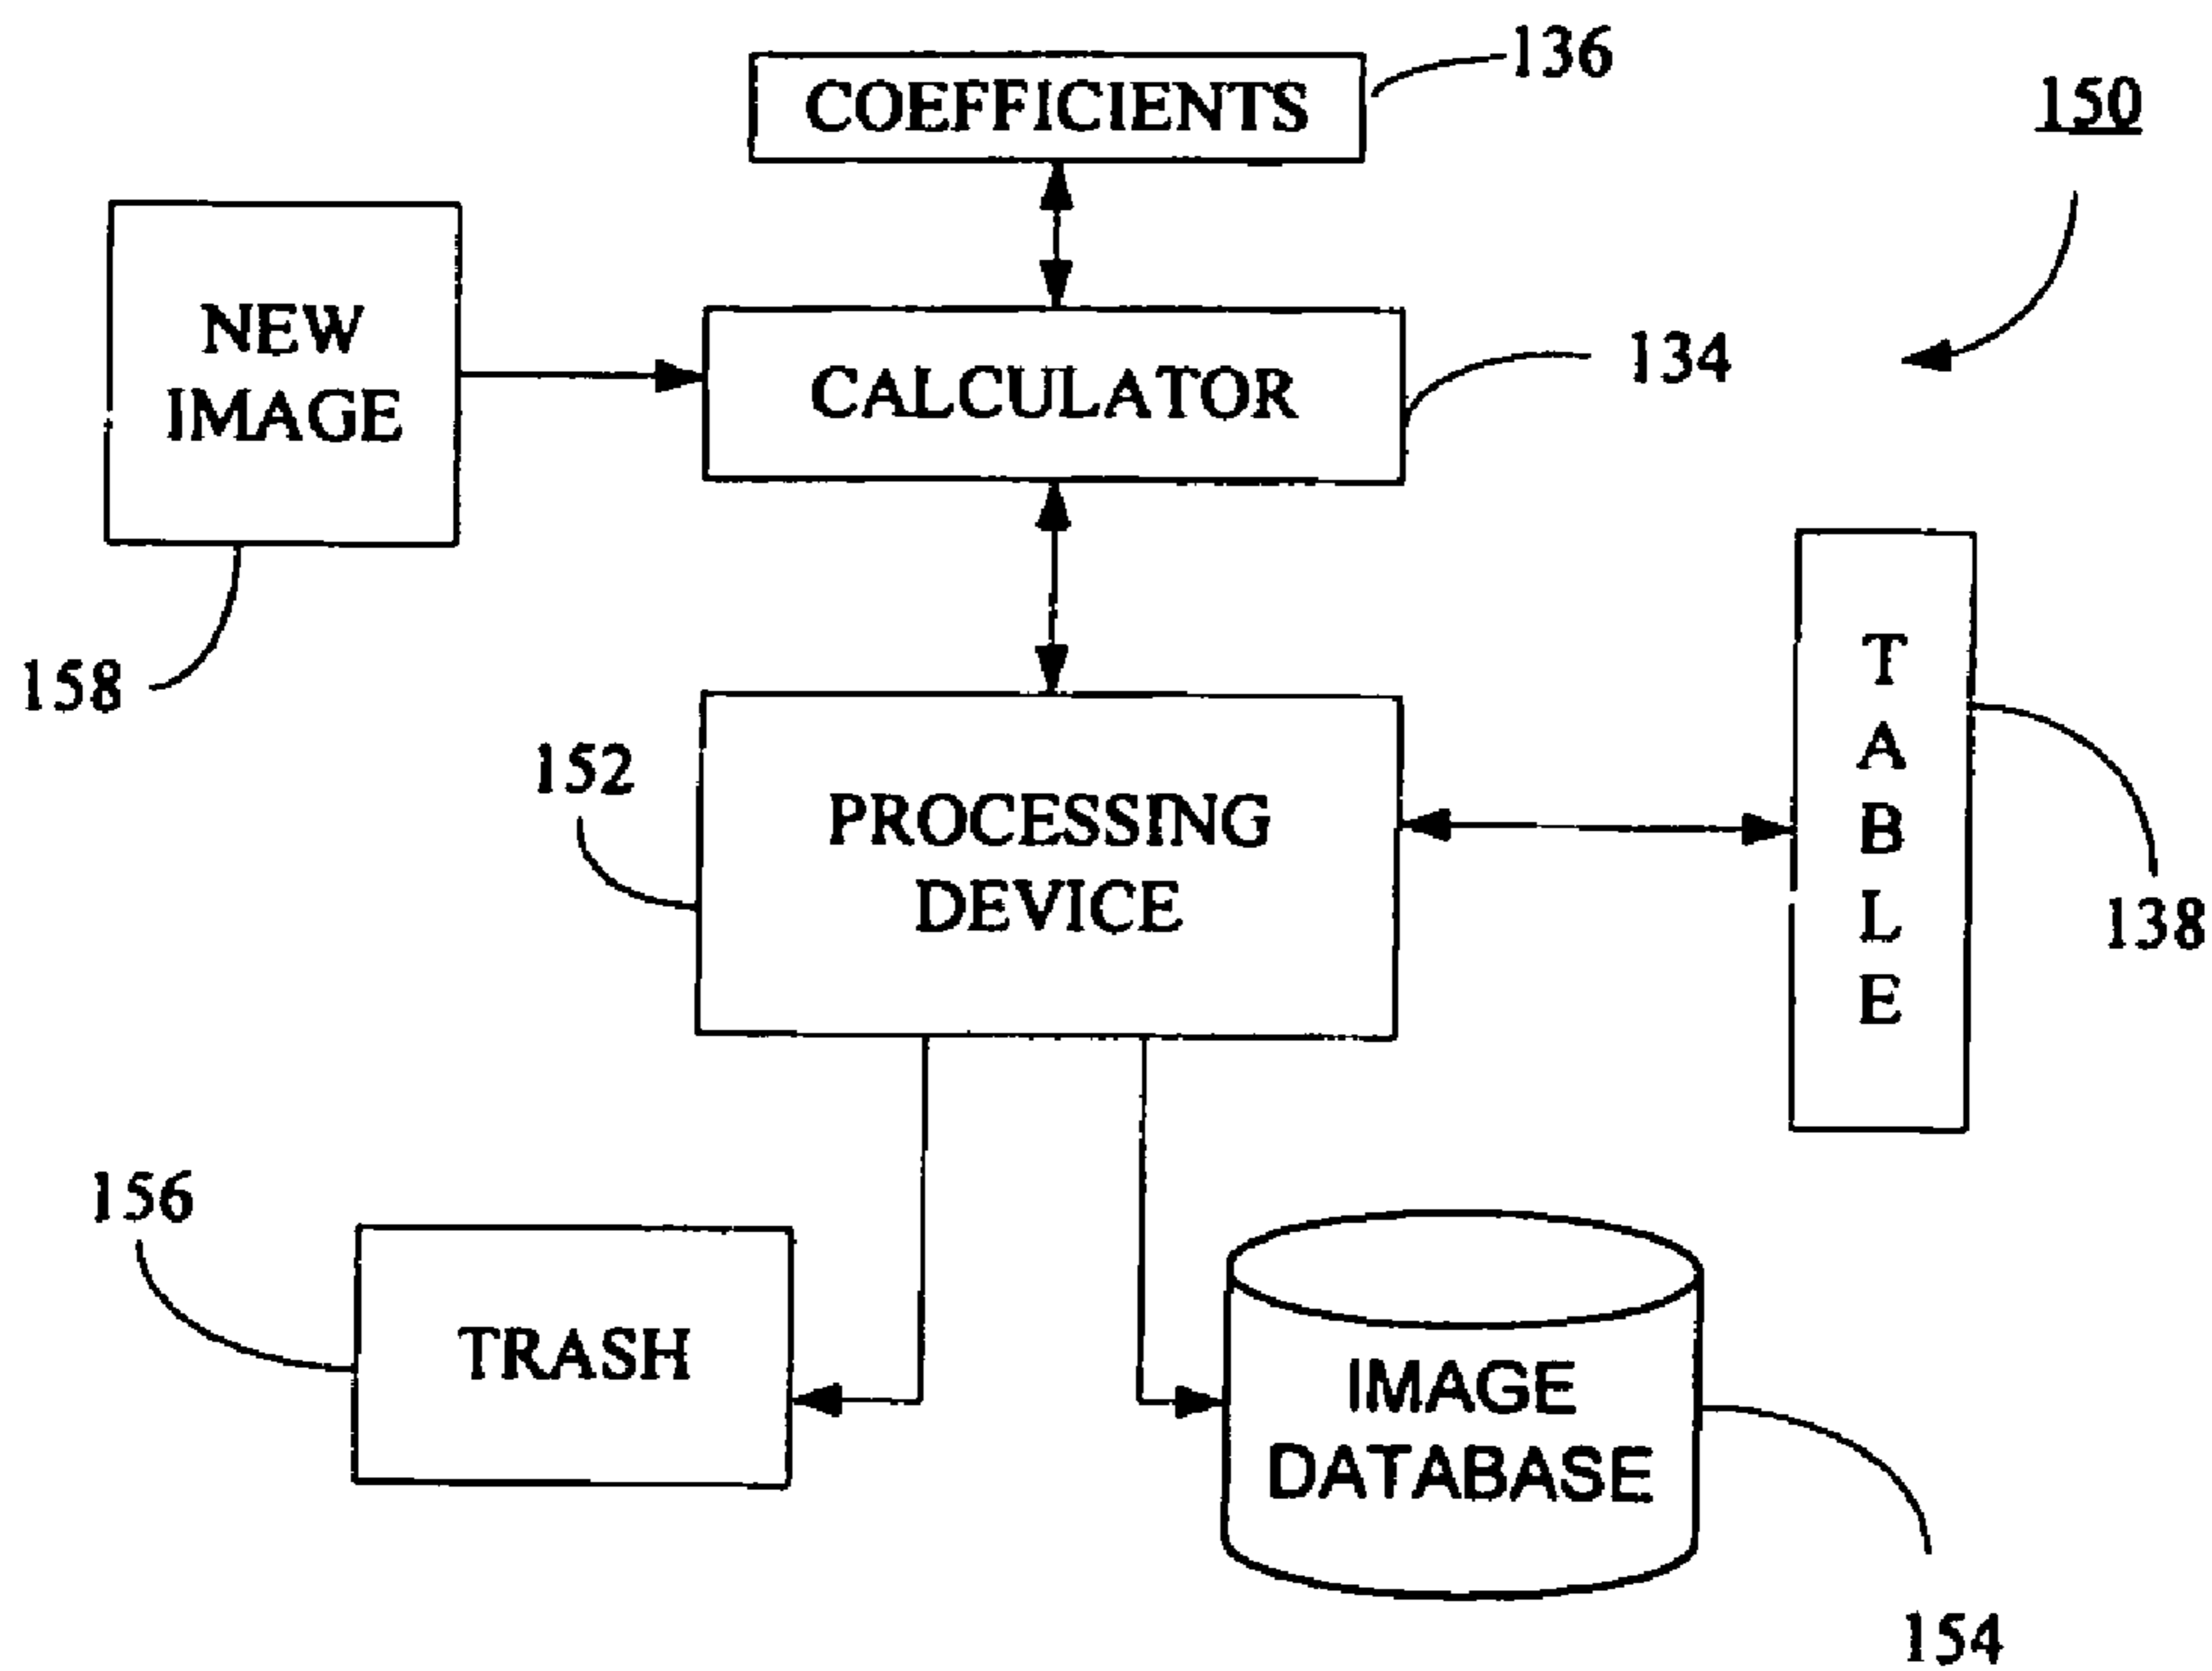 136
COEFFICIENTS
150
NEW
IMAGE
CALCULATOR
134
158
152
PROCESSING
DEVICE
T
A
B
L
E
138
156
TRASH
IMAGE
DATABASE
154